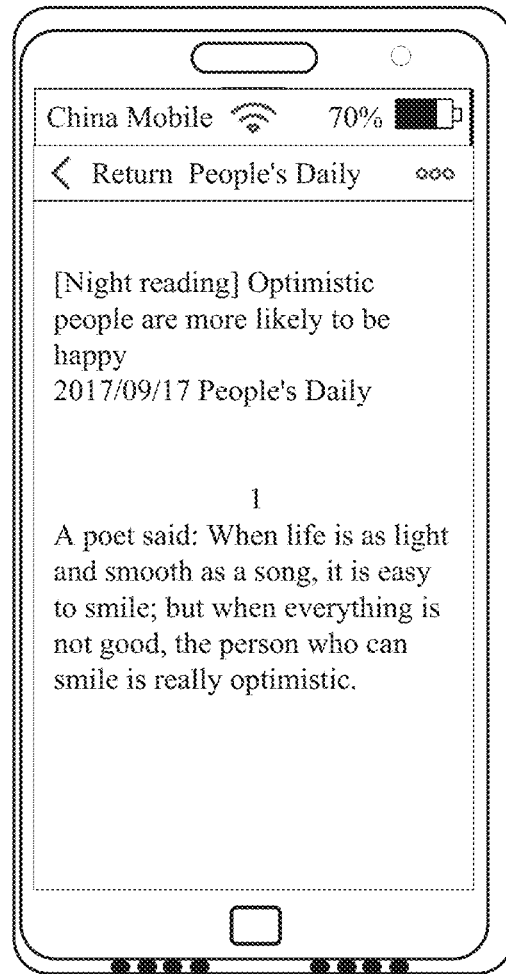 China Mobile 70%
Return People's Daily
[Night reading] Optimistic
people are more likely to be
happy
2017/09/17 People's Daily
1
A poet said: When life is as light
and smooth as a song, it is easy
to smile; but when everything is
not good, the person who can
smile is really optimistic.